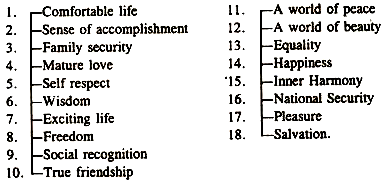 1. Comfortable life
2. Sense of accomplishment
3. Family security
4. Mature love
5. Self respect
6. Wisdom
7. Exciting life
8. Freedom
9. Social recognition
10. True friendship
11. A world of peace
12. A world of beauty
13. Equality
14. Happiness
15. Inner Harmony
16. National Security
17. Pleasure
18. Salvation.